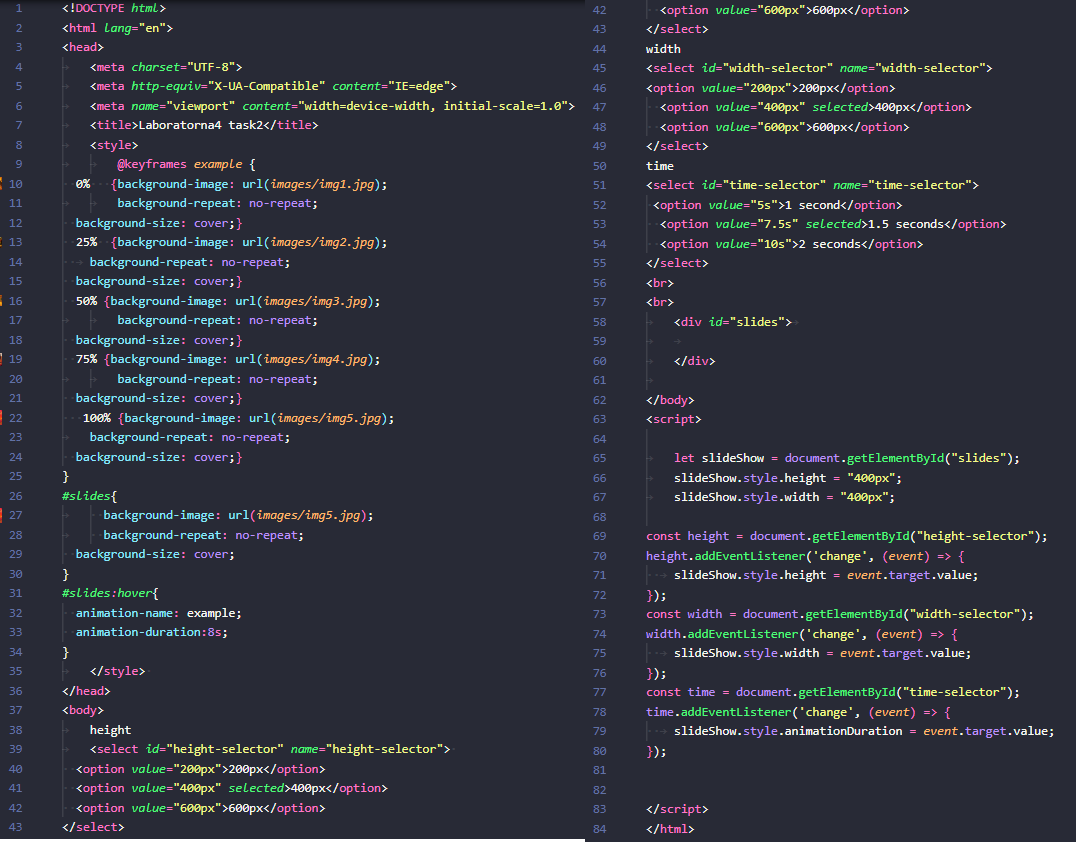 1 <!DOCTYPE html>
2 <html lang="en">
3 <head>
4 <meta charset="UTF-8">
5 <meta http-equiv="X-UA-Compatible" content="IE=edge">
6 <meta name="viewport" content="width=device-width, initial-scale=1.0">
7 <title>Laboratorna4 task2</title>
8 <style>
9 @keyframes example {
10 0% {background-image: url(images/img1.jpg);
11 background-repeat: no-repeat;
12 background-size: cover;}
13 25% {background-image: url(images/img2.jpg);
14 background-repeat: no-repeat;
15 background-size: cover;}
16 50% {background-image: url(images/img3.jpg);
17 background-repeat: no-repeat;
18 background-size: cover;}
19 75% {background-image: url(images/img4.jpg);
20 background-repeat: no-repeat;
21 background-size: cover;}
22 100% {background-image: url(images/img5.jpg);
23 background-repeat: no-repeat;
24 background-size: cover;}
25 }
26 #slides{
27 background-image: url(images/img5.jpg);
28 background-repeat: no-repeat;
29 background-size: cover;
30 }
31 #slides:hover{
32 animation-name: example;
33 animation-duration:8s;
34 }
35 </style>
36 </head>
37 <body>
38 height
39 <select id="height-selector" name="height-selector">
40 <option value="200px">200px</option>
41 <option value="400px" selected>400px</option>
42 <option value="600px">600px</option>
43 </select>
42 <option value="600px">600px</option>
43 </select>
44 width
45 <select id="width-selector" name="width-selector">
46 <option value="200px">200px</option>
47 <option value="400px" selected>400px</option>
48 <option value="600px">600px</option>
49 </select>
50 time
51 <select id="time-selector" name="time-selector">
52 <option value="5s">1 second</option>
53 <option value="7.5s" selected>1.5 seconds</option>
54 <option value="10s">2 seconds</option>
55 </select>
56 <br>
57 <br>
58 <div id="slides">
59
60 </div>
61
62 </body>
63 <script>
64
65 let slideShow = document.getElementById("slides");
66 slideShow.style.height = "400px";
67 slideShow.style.width = "400px";
68
69 const height = document.getElementById("height-selector");
70 height.addEventListener('change', (event) => {
71 slideShow.style.height = event.target.value;
72 });
73 const width = document.getElementById("width-selector");
74 width.addEventListener('change', (event) => {
75 slideShow.style.width = event.target.value;
76 });
77 const time = document.getElementById("time-selector");
78 time.addEventListener('change', (event) => {
79 slideShow.style.animationDuration = event.target.value;
80 });
81
82
83 </script>
84 </html>